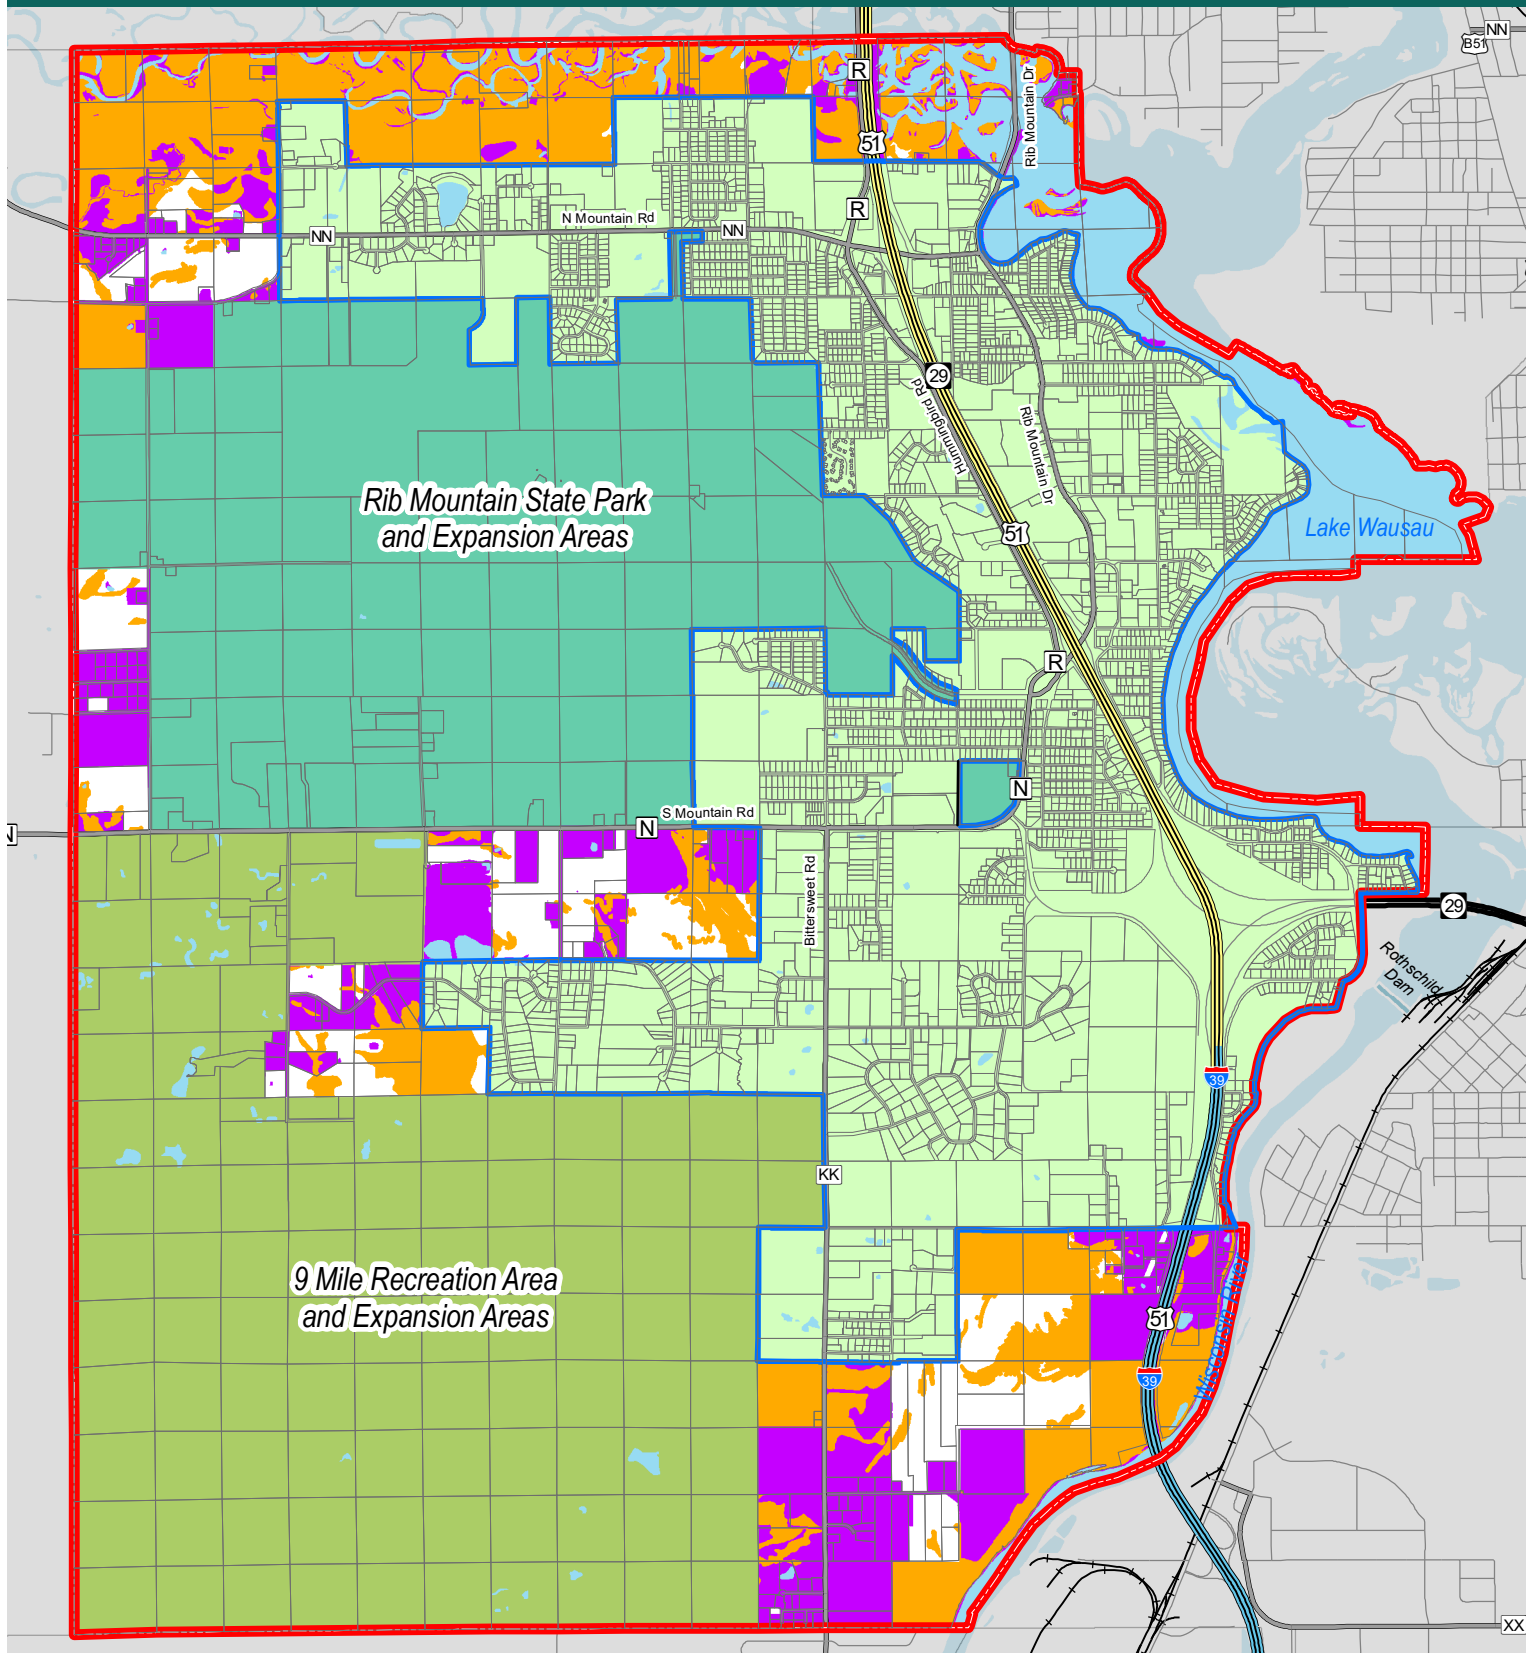 NN
B51
R
Rib Mountain Dr
51
N Mountain Rd
R
NN
NN
29
Hummingbird Rd
Rib Mountain Dr
Rib Mountain State Park
and Expansion Areas
51
Lake Wausau
R
N
S Mountain Rd
N
N
Bittersweet Rd
29
Rothschild
Dam
39
KK
9 Mile Recreation Area
and Expansion Areas
Wisconsin River
51
39
XX